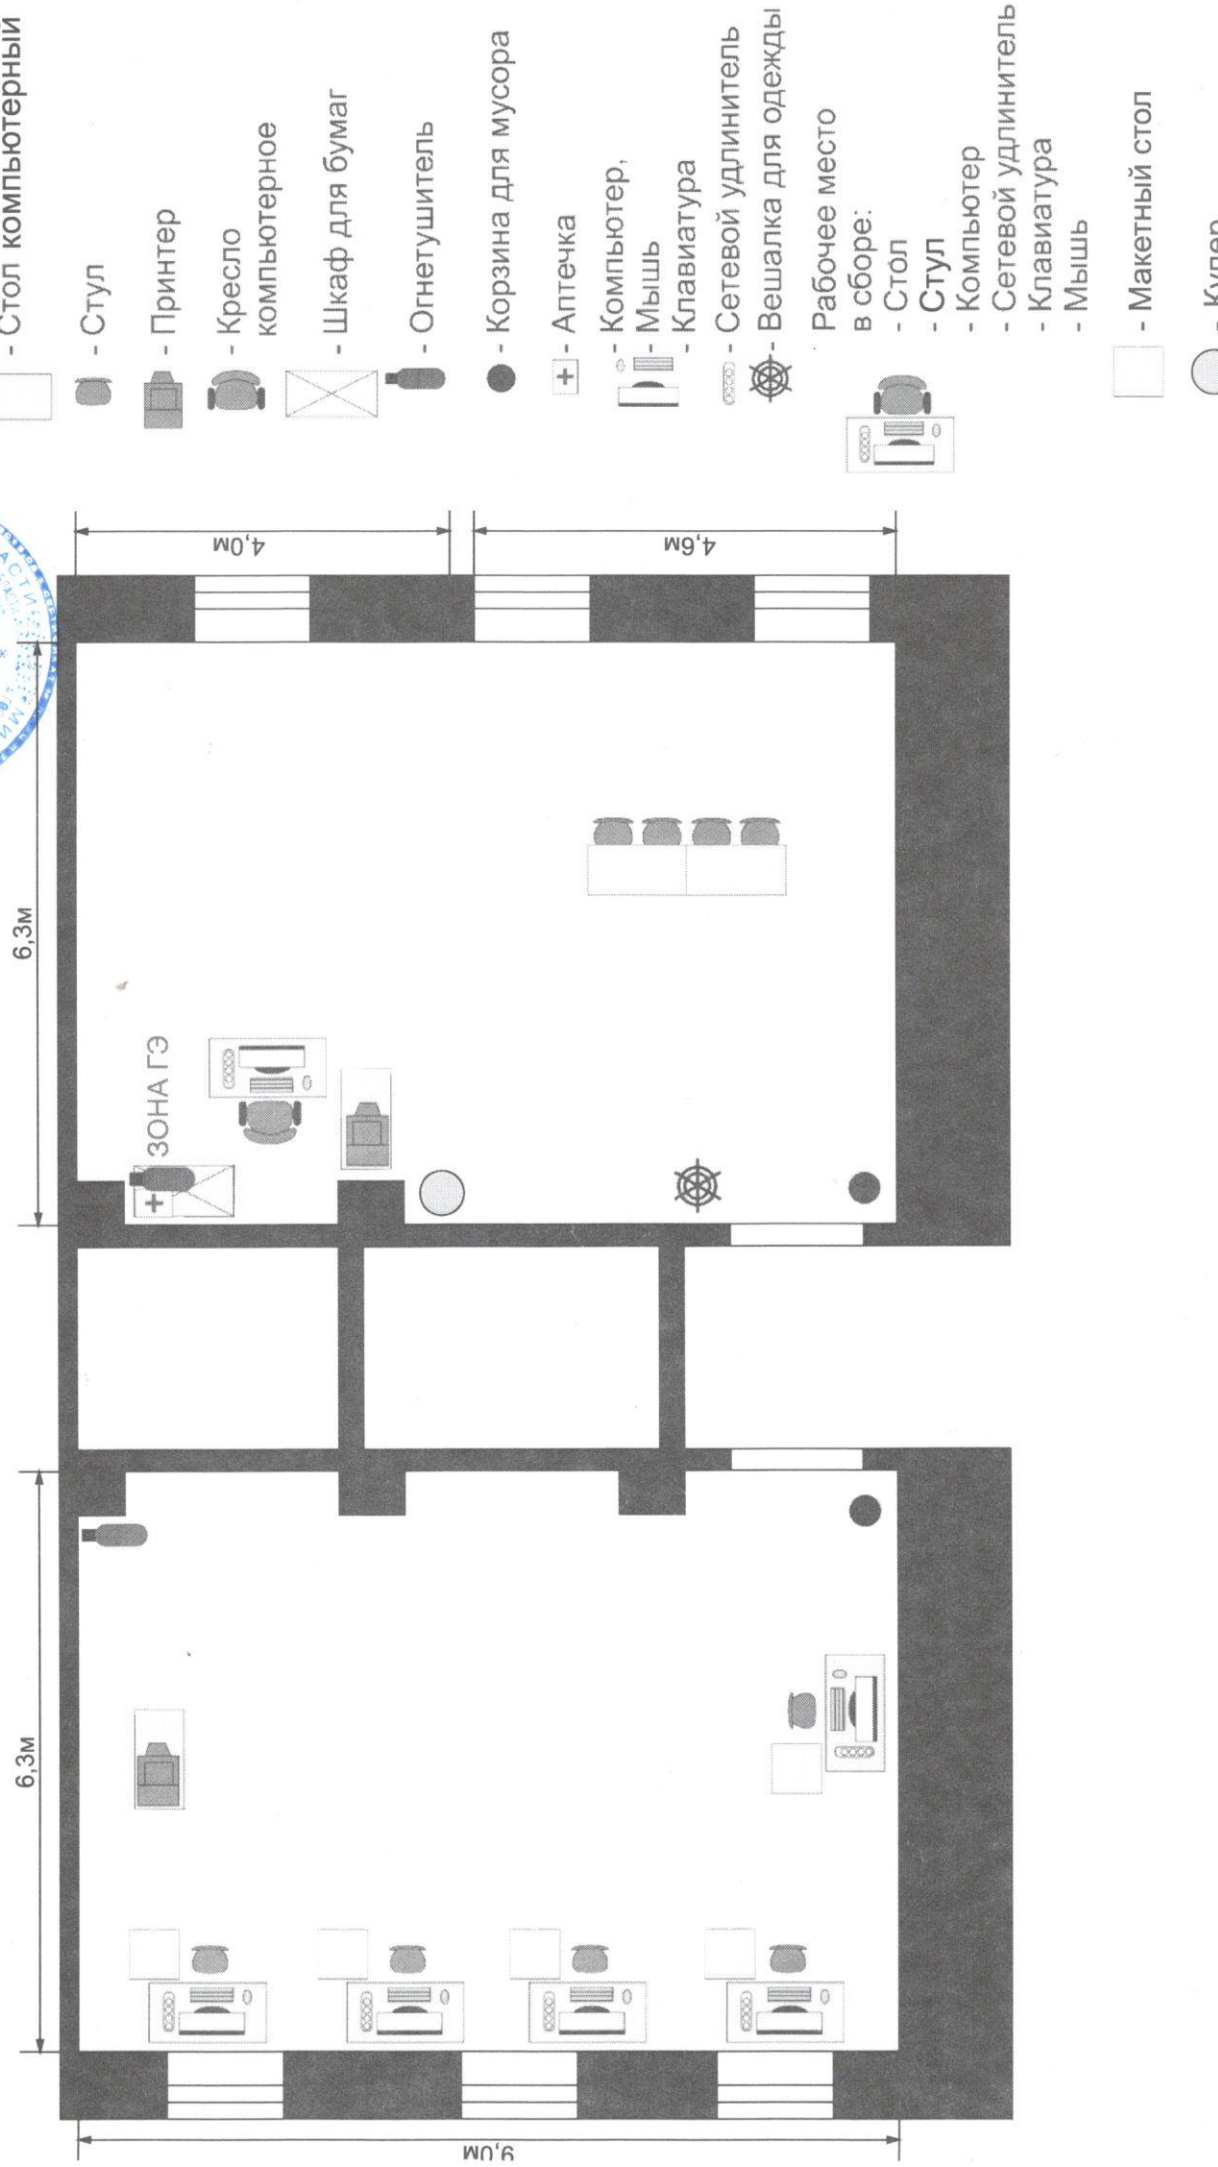 - Стол компьютерный
- Стул
- Принтер
- Кресло
компьютерное
- Шкаф для бумаг
- Огнетушитель
- Корзина для мусора
- Аптечка
- Компьютер,
- Мышь
- Клавиатура
- Сетевой удлинитель
- Вешалка для одежды
Рабочее место
в сборе:
- Стол
- Стул
- Компьютер
- Сетевой удлинитель
- Клавиатура
- Мышь
- Макетный стол
- Кулер
4,0м
4,6м
6,3м
ЗОНА ГЭ
6,3м
9,0м